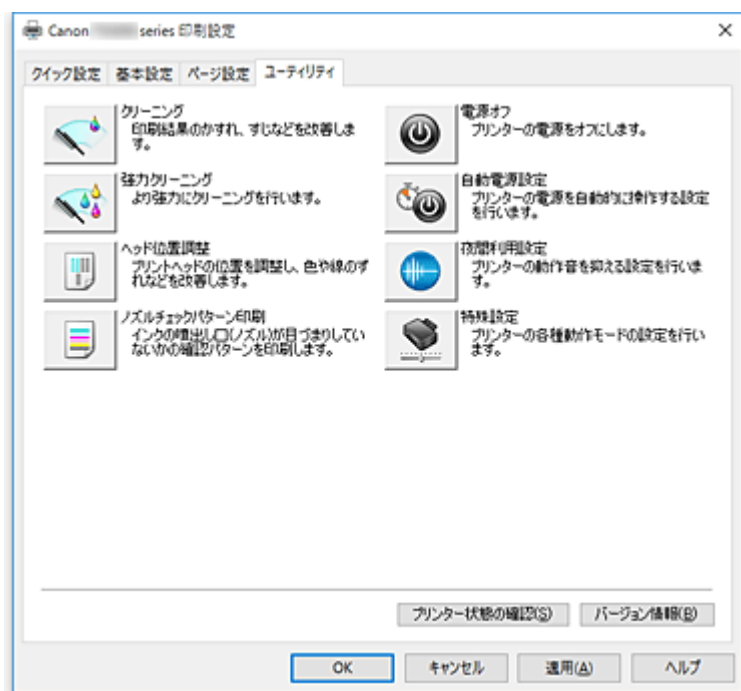 Canon series 印刷設定
クイック設定 基本設定 ページ設定 ユーティリティ
クリーニング
印刷結果のかすれ、すじなどを改善しま
す。
強力クリーニング
より強力にクリーニングを行います。
ヘッド位置調整
プリントヘッドの位置を調整し、色や線のず
れなどを改善します。
ノズルチェックパターン印刷
インクの噴出し口(ノズル)が目づまりしてい
ないかの確認パターンを印刷します。
電源オフ
プリンターの電源をオフにします。
自動電源設定
プリンターの電源を自動的に操作する設定
を行います。
夜間利用設定
プリンターの動作音を抑える設定を行いま
す。
特殊設定
プリンターの各種動作モードの設定を行い
ます。
プリンター状態の確認(S) バージョン情報(B)
OK キャンセル 適用(A) ヘルプ